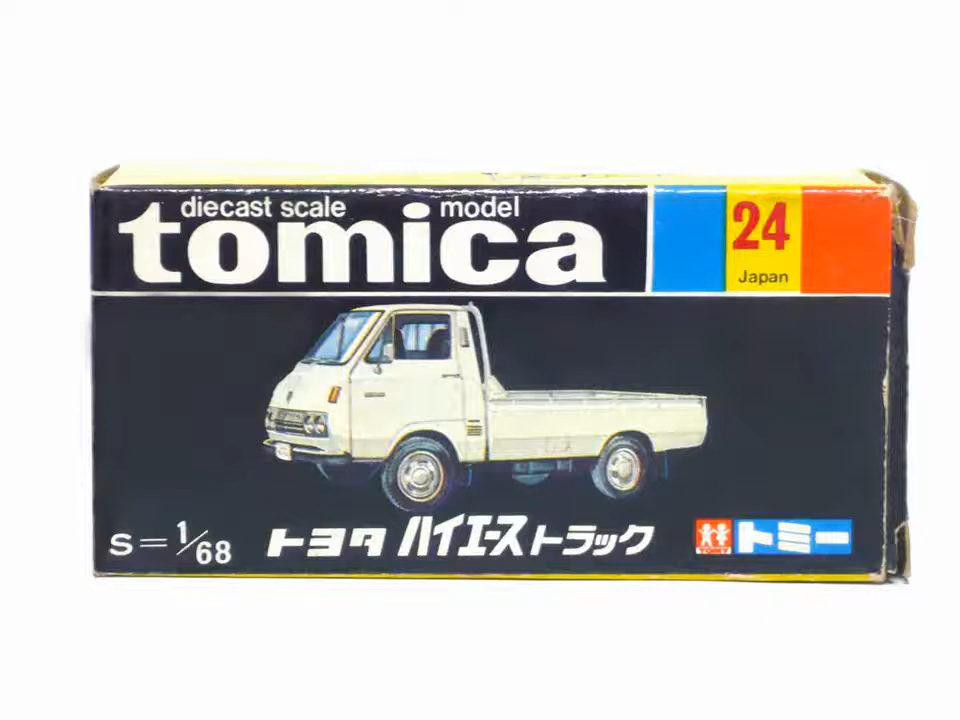 diecast scale model
tomica
24
Japan
S=1/68
トヨタ ハイエース トラック
TOMY
トミー